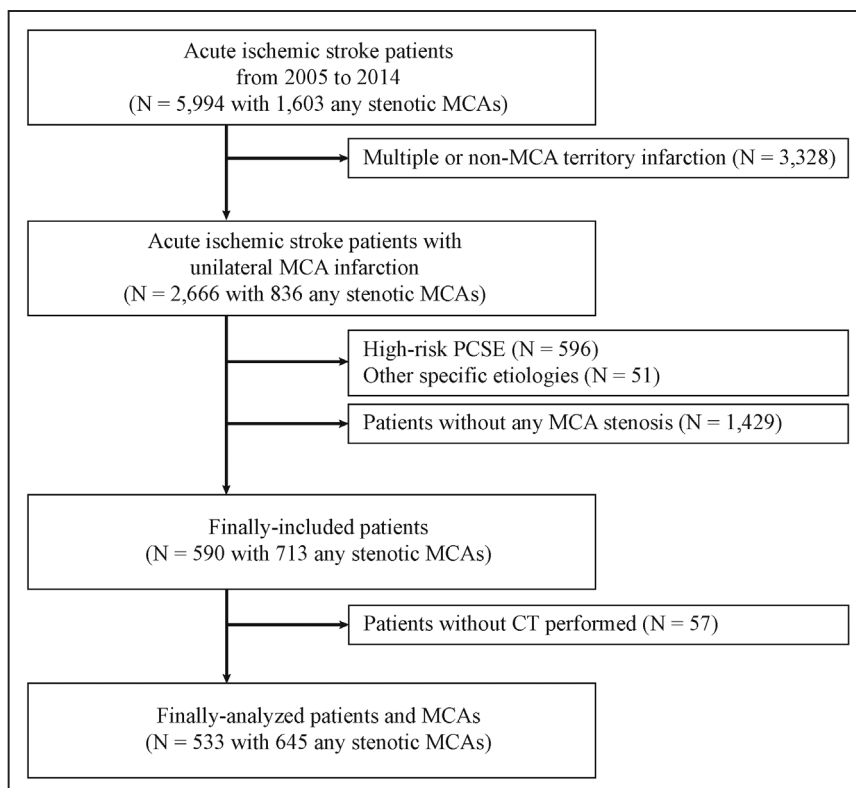 Acute ischemic stroke patients
from 2005 to 2014
(N = 5,994 with 1,603 any stenotic MCAs)
Multiple or non-MCA territory infarction (N = 3,328)
Acute ischemic stroke patients with
unilateral MCA infarction
(N = 2,666 with 836 any stenotic MCAs)
High-risk PCSE (N = 596)
Other specific etiologies (N = 51)
Patients without any MCA stenosis (N = 1,429)
Finally-included patients
(N = 590 with 713 any stenotic MCAs)
Patients without CT performed (N = 57)
Finally-analyzed patients and MCAs
(N = 533 with 645 any stenotic MCAs)